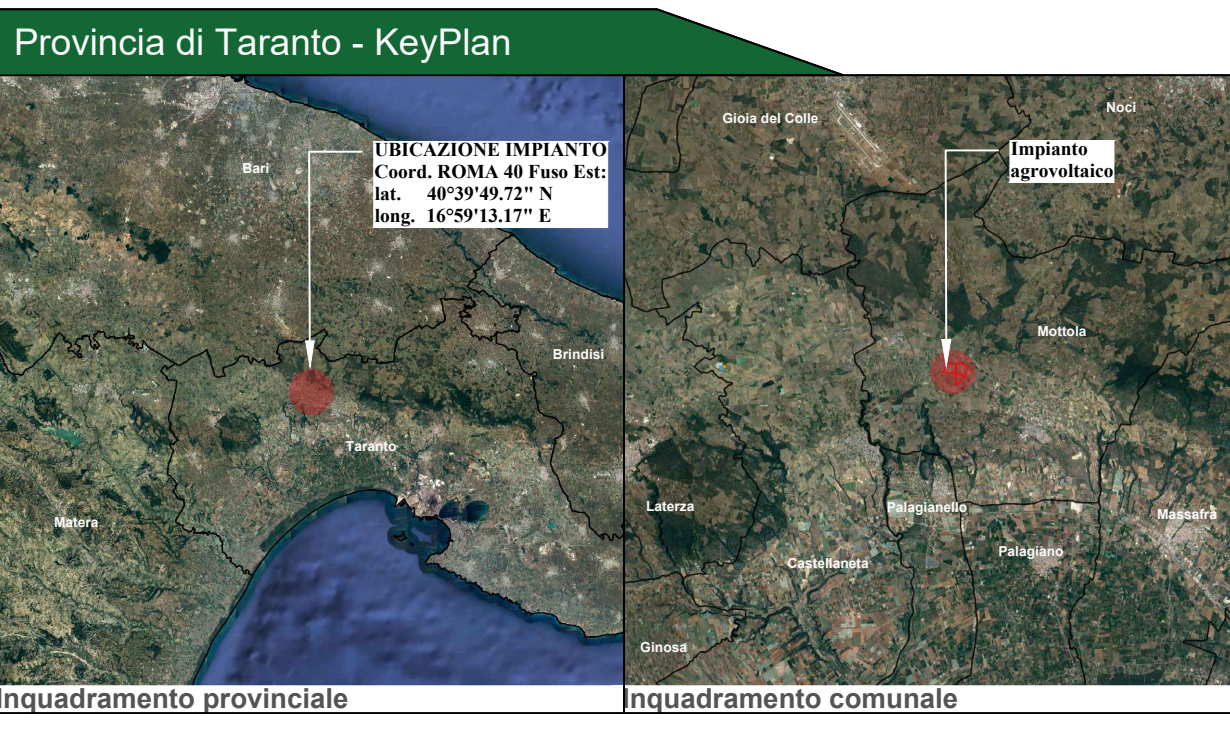 Provincia di Taranto - KeyPlan
UBICAZIONE IMPIANTO
Coord. ROMA 40 Fuso Est:
lat. 40°39'49.72" N
long. 16°59'13.17" E
Bari
Brindisi
Taranto
Matera
Inquadramento provinciale
Gioia del Colle
Noci
Impianto
agrovoltaico
Mottola
Laterza
Palagianello
Massafra
Palagiano
Castellaneta
Ginosa
Inquadramento comunale